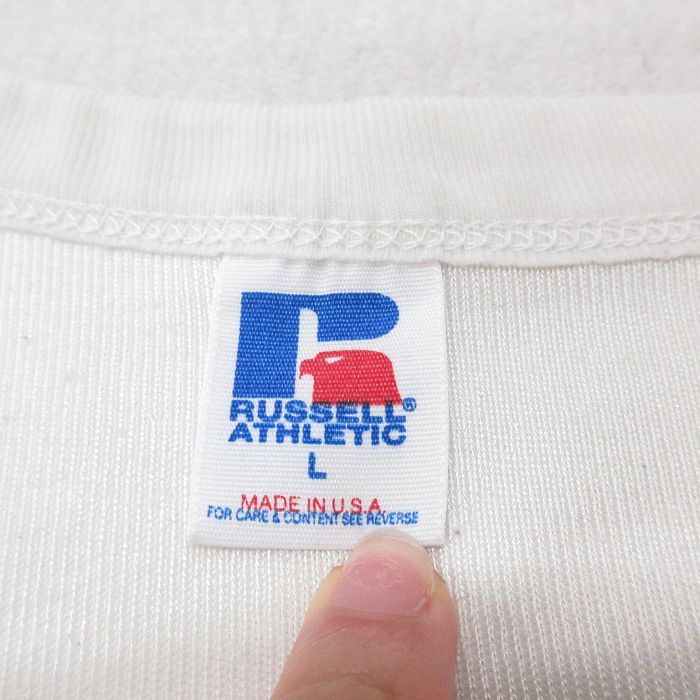 RUSSELL®
ATHLETIC
L
MADE IN U.S.A.
FOR CARE & CONTENT SEE REVERSE